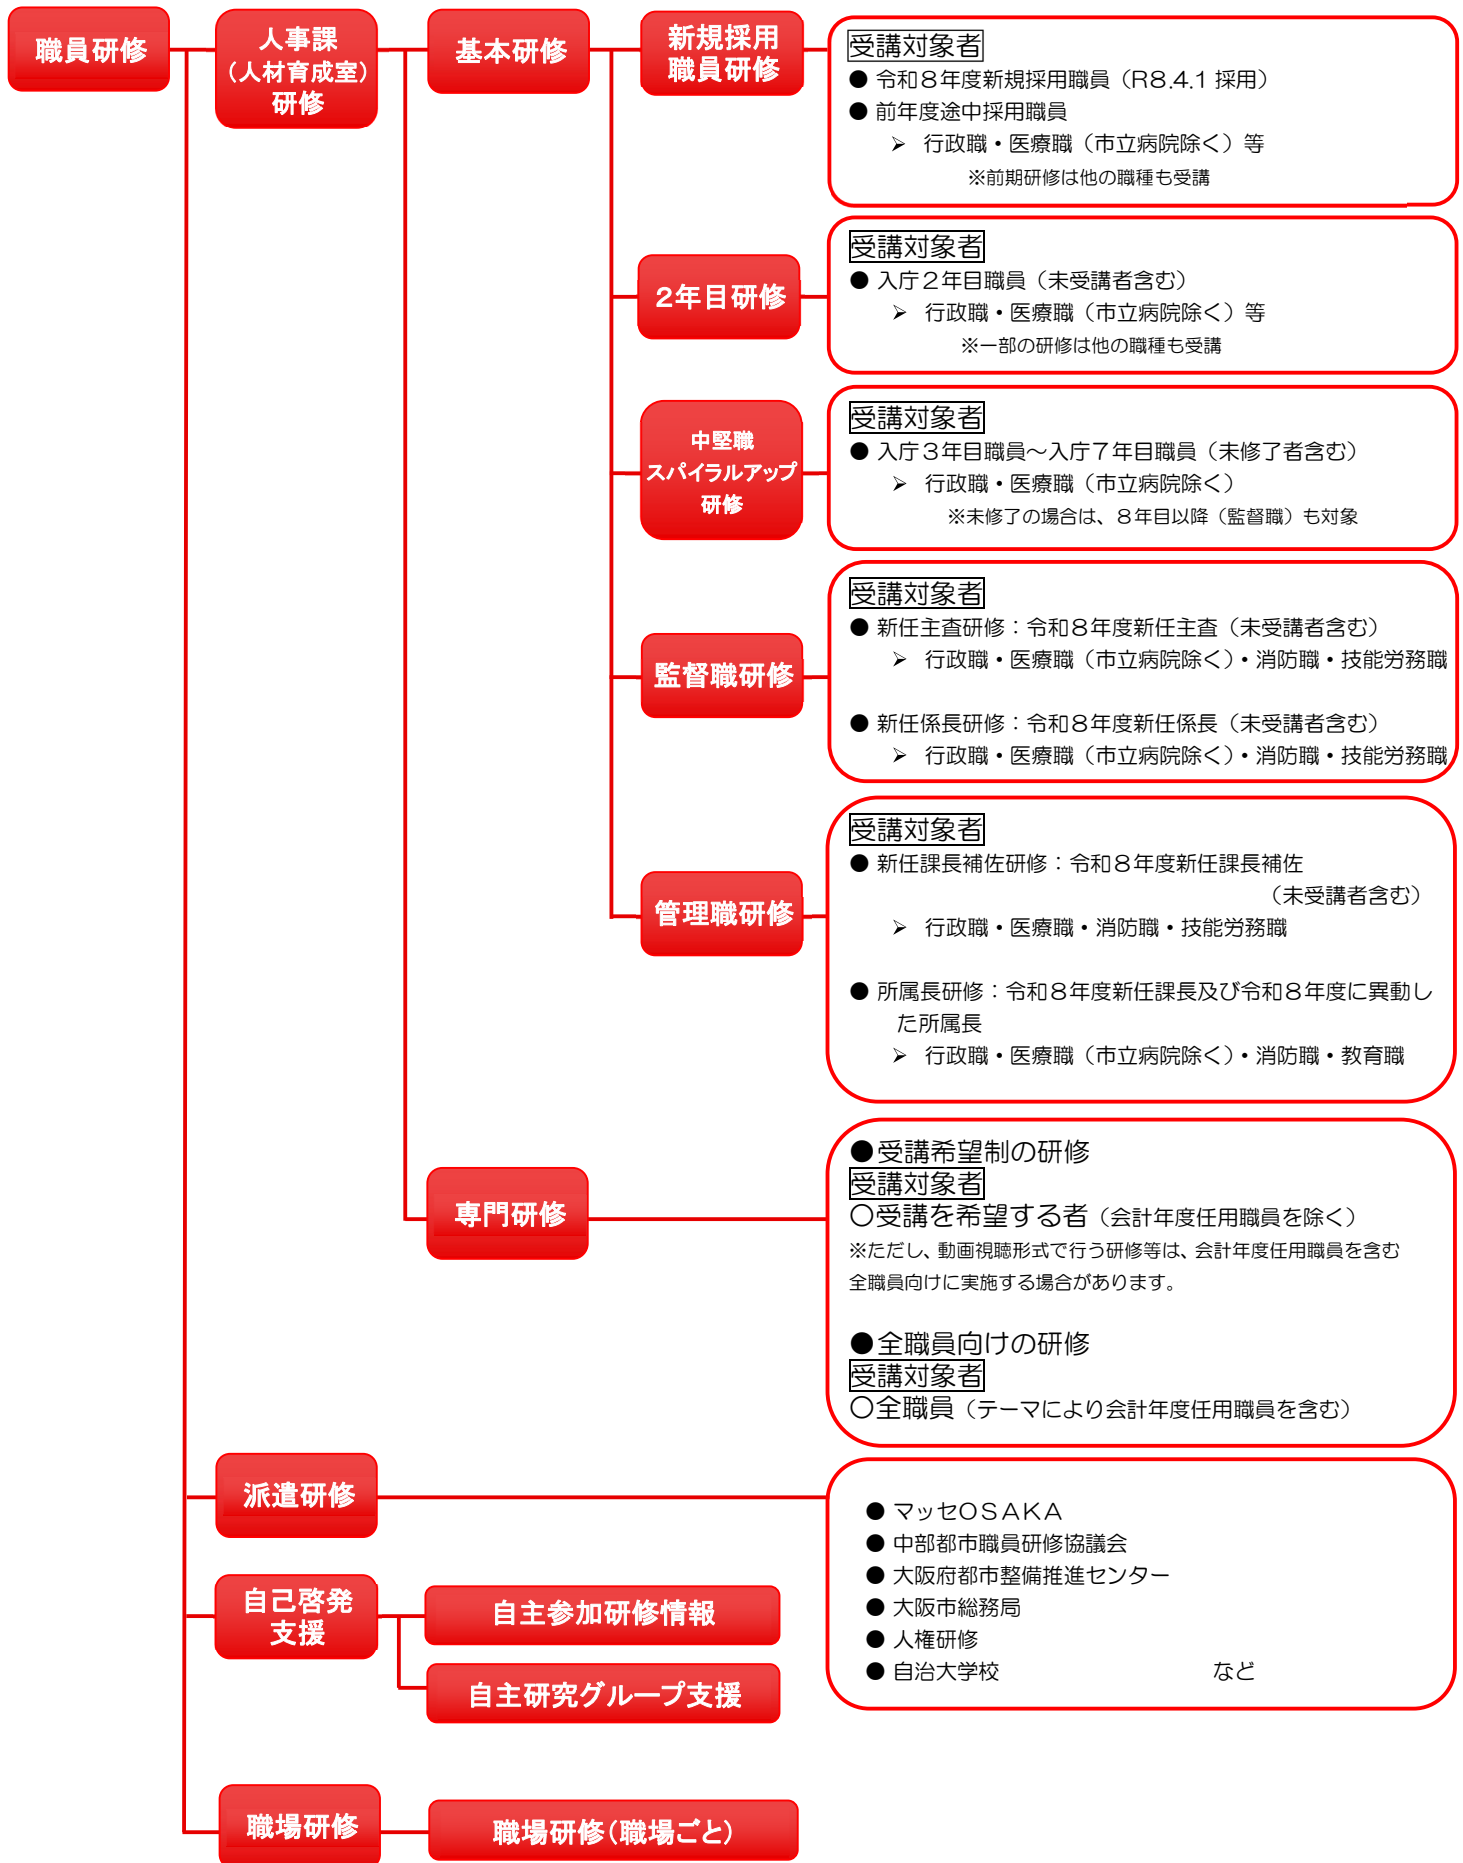 職員研修
人事課
（人材育成室）
研修
基本研修
新規採用
職員研修
受講対象者
● 令和８年度新規採用職員（R8.4.1 採用）
● 前年度途中採用職員
➢ 行政職・医療職（市立病院除く）等
※前期研修は他の職種も受講
２年目研修
受講対象者
● 入庁２年目職員（未受講者含む）
➢ 行政職・医療職（市立病院除く）等
※一部の研修は他の職種も受講
中堅職
スパイラルアップ
研修
受講対象者
● 入庁３年目職員～入庁７年目職員（未修了者含む）
➢ 行政職・医療職（市立病院除く）
※未修了の場合は、８年目以降（監督職）も対象
監督職研修
受講対象者
● 新任主査研修：令和８年度新任主査（未受講者含む）
➢ 行政職・医療職（市立病院除く）・消防職・技能労務職
● 新任係長研修：令和８年度新任係長（未受講者含む）
➢ 行政職・医療職（市立病院除く）・消防職・技能労務職
管理職研修
受講対象者
● 新任課長補佐研修：令和８年度新任課長補佐
（未受講者含む）
➢ 行政職・医療職・消防職・技能労務職
● 所属長研修：令和８年度新任課長及び令和８年度に異動し
た所属長
➢ 行政職・医療職（市立病院除く）・消防職・教育職
専門研修
●受講希望制の研修
受講対象者
〇受講を希望する者（会計年度任用職員を除く）
※ただし、動画視聴形式で行う研修等は、会計年度任用職員を含む
全職員向けに実施する場合があります。
●全職員向けの研修
受講対象者
〇全職員（テーマにより会計年度任用職員を含む）
派遣研修
● マッセＯＳＡＫＡ
● 中部都市職員研修協議会
● 大阪府都市整備推進センター
● 大阪市総務局
● 人権研修
● 自治大学校 など
自己啓発
支援
自主参加研修情報
自主研究グループ支援
職場研修
職場研修（職場ごと）